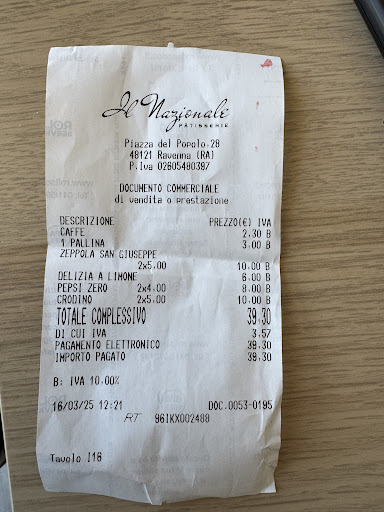 Il Nazionale
PATISSERIE
Piazza del Popolo,28
48121 Ravenna (RA)
P.Iva 02605480397
DOCUMENTO COMMERCIALE
di vendita o prestazione
DESCRIZIONE PREZZO(€) IVA
CAFFE 2,30 B
1 PALLINA 3,00 B
ZEPPOLA SAN GIUSEPPE
2x5,00 10,00 B
DELIZIA A LIMONE 6,00 B
PEPSI ZERO 2x4,00 8,00 B
CRODINO 2x5,00 10,00 B
TOTALE COMPLESSIVO 39,30
DI CUI IVA 3,57
PAGAMENTO ELETTRONICO 39,30
IMPORTO PAGATO 39,30
B: IVA 10,00%
16/03/25 12:21 DOC.0053-0195
RT 96IKX002488
Tavolo I16